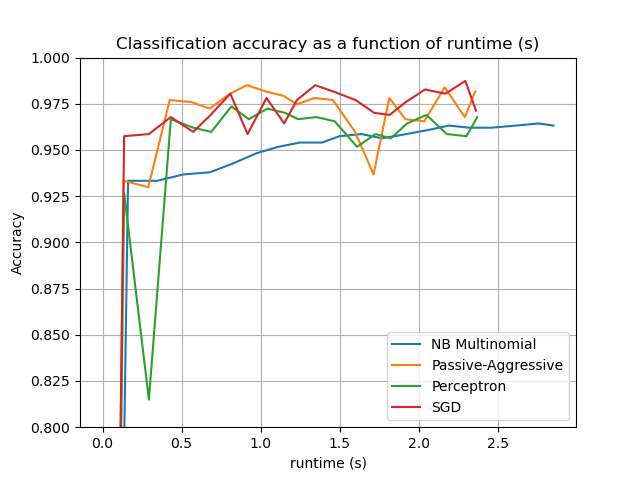 Classification accuracy as a function of runtime (s)
1.000
0.975
0.950
0.925
0.900
0.875
0.850
0.825
0.800
Accuracy
NB Multinomial
Passive-Aggressive
Perceptron
SGD
0.0 0.5 1.0 1.5 2.0 2.5
runtime (s)